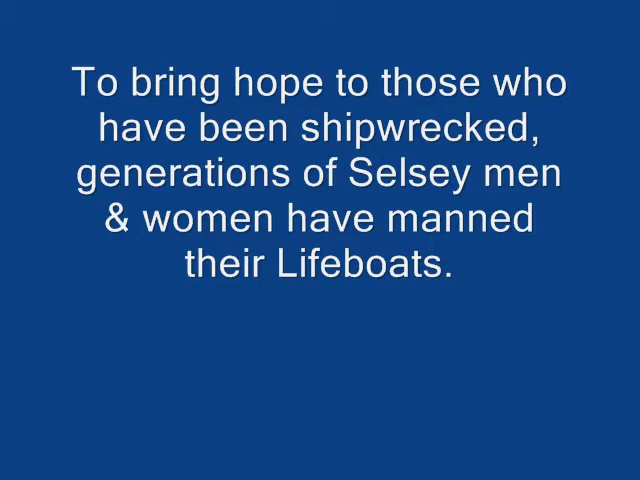 To bring hope to those who
have been shipwrecked,
generations of Selsey men
& women have manned
their Lifeboats.